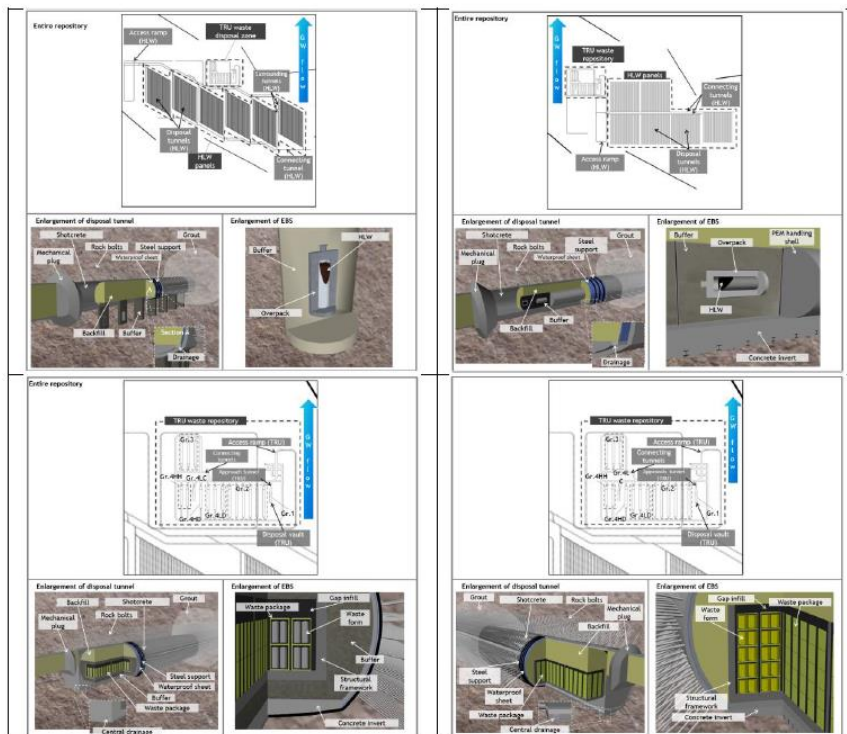 Entire repository
TRU waste
disposal zone
Access ramp
(HLW)
GW flow
Surrounding
tunnels
(HLW)
Disposal
tunnels
(HLW)
HLW
panels
Connecting
tunnel
(HLW)
Enlargement of disposal tunnel
Shotcrete
Rock bolts
Steel support
Grout
Mechanical
plug
Waterproof sheet
Backfill
Buffer
Section
Drainage
Enlargement of EBS
Buffer
HLW
Overpack
Entire repository
TRU waste
repository
HLW panels
GW flow
Connecting
tunnels
(HLW)
Access ramp
(HLW)
Disposal
tunnels
(HLW)
Enlargement of disposal tunnel
Shotcrete
Rock bolts
Steel
support
Grout
Mechanical
plug
Waterproof sheet
Backfill
Buffer
Drainage
Enlargement of EBS
Buffer
Overpack
PEM handling
shell
HLW
Concrete invert
Entire repository
TRU waste repository
GW flow
Access ramp (TRU)
Gr.3
Connecting
tunnels
Gr.4HH
Gr.4LC
Approach tunnel
(TRU)
Gr.2
Gr.1
Gr.4HD
Gr.4LD
Disposal vault
(TRU)
Enlargement of disposal tunnel
Backfill
Shotcrete
Grout
Mechanical
plug
Rock bolts
Steel support
Waterproof sheet
Buffer
Waste package
Central drainage
Enlargement of EBS
Gap infill
Waste package
Waste
form
Buffer
Structural
framework
Concrete invert
TRU waste repository
GW flow
Access ramp (TRU)
Gr.3
Connecting
tunnels
Gr.4HH
Gr.4L
C
Approach tunnel
(TRU)
Gr.2
Gr.1
Gr.4HD
Gr.4LD
Disposal vault
(TRU)
Enlargement of disposal tunnel
Grout
Shotcrete
Rock bolts
Mechanical
plug
Backfill
Steel
support
Waterproof
sheet
Waste package
Central drainage
Enlargement of EBS
Gap infill
Waste
form
Waste package
Structural
framework
Concrete invert